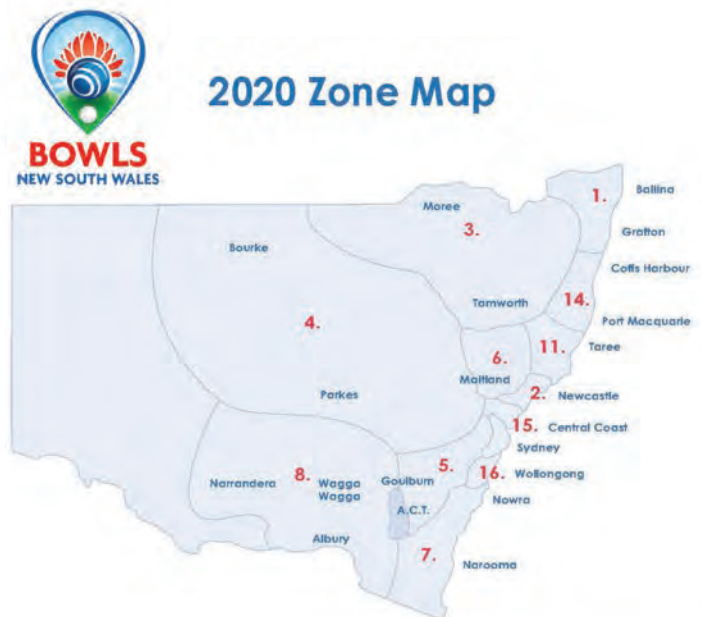 2020 Zone Map
BOWLS
NEW SOUTH WALES
1.
Ballina
Moree
3.
Grafton
Bourke
Coffs Harbour
Tamworth
14.
4.
Port Macquarie
11.
Taree
6.
Maitland
Parkes
2.
Newcastle
15.
Central Coast
Sydney
5.
8.
Narrandera
Wagga
Wagga
Goulburn
16.
Wollongong
Nowra
A.C.T.
Albury
7.
Narooma